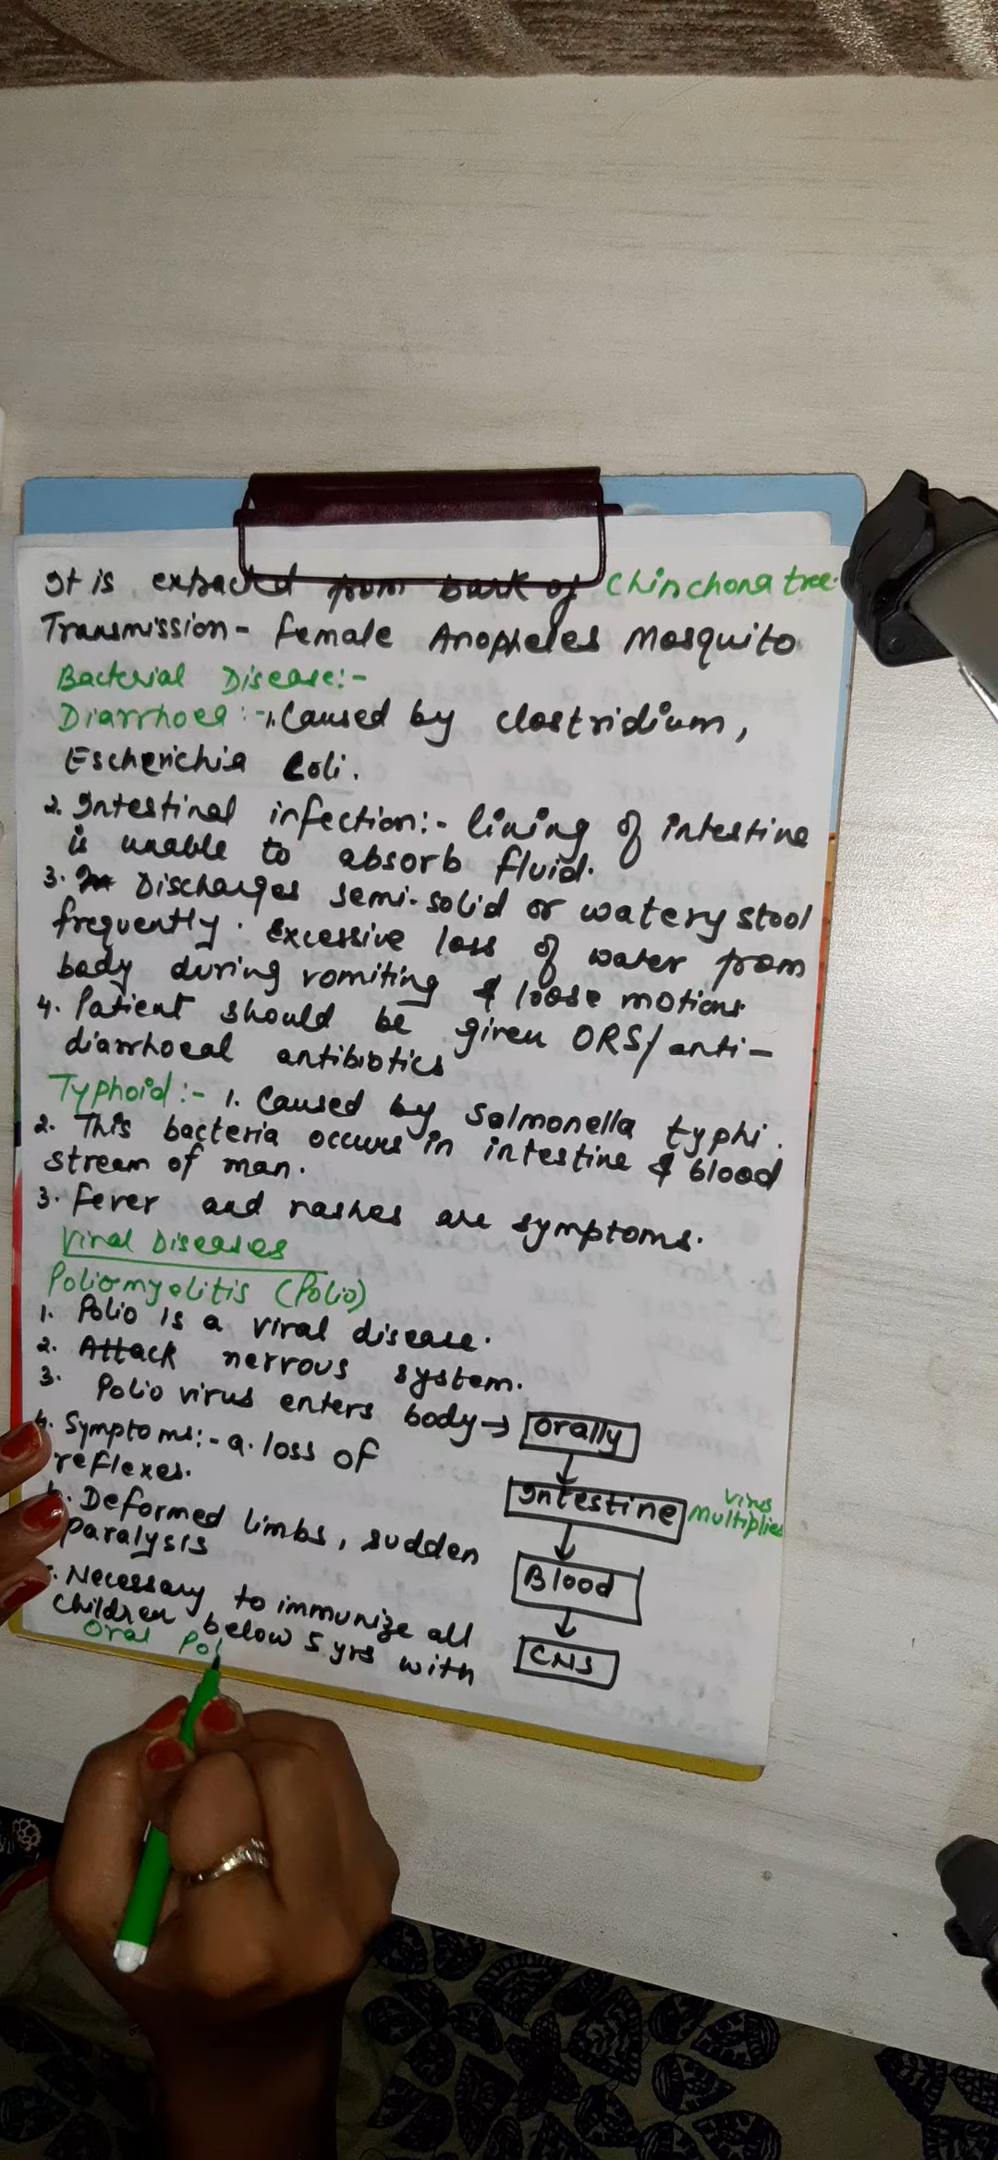 It is extracted from bark of Chinchona tree.
Transmission - Female Anopheles Mosquito
Bacterial Disease:-
Diarrhoea:- 1. Caused by clostridium,
Escherichia Coli.
2. Intestinal infection:- lining of intestine
is unable to absorb fluid.
3. Discharges semi-solid or watery stool
frequently. Excessive loss of water from
body during vomiting & loose motions
4. Patient should be given ORS/anti-
diarrhoeal antibiotics
Typhoid:- 1. Caused by Salmonella typhi.
2. This bacteria occurs in intestine & blood
stream of man.
3. Fever and rashes are symptoms.
Viral Diseases
Poliomyelitis (Polio)
1. Polio is a viral disease.
2. Attack nervous system.
3. Polio virus enters body → Orally
4. Symptoms:- a. loss of
reflexes.
Intestine virus
multiplies
b. Deformed limbs, sudden
paralysis
Blood
Necessary to immunize all
children below 5 yrs with
CNS
Oral Pol